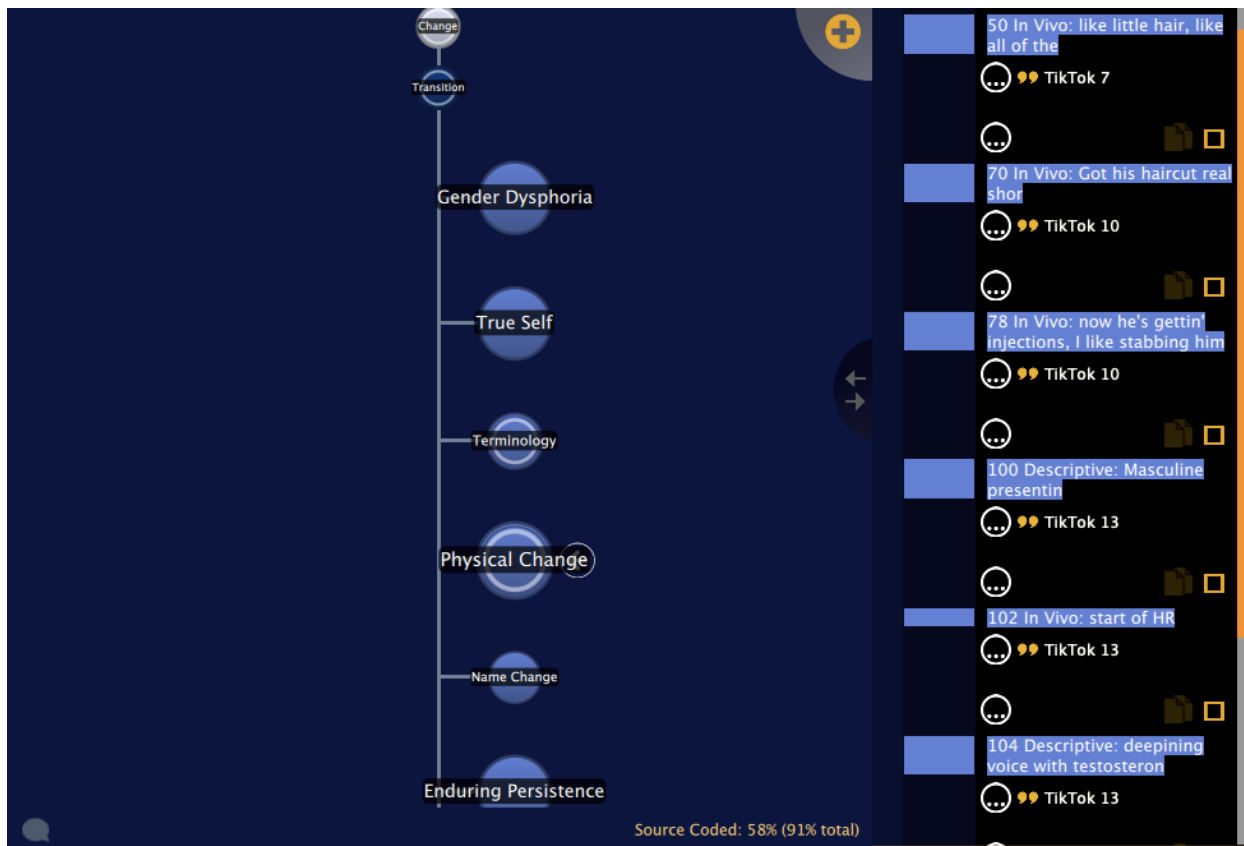 Change
Transition
Gender Dysphoria
True Self
Terminology
Physical Change
Name Change
Enduring Persistence
Source Coded: 58% (91% total)
50 In Vivo: like little hair, like
all of the
TikTok 7
70 In Vivo: Got his haircut real
shor
TikTok 10
78 In Vivo: now he's gettin'
injections, I like stabbing him
TikTok 10
100 Descriptive: Masculine
presentin
TikTok 13
102 In Vivo: start of HR
TikTok 13
104 Descriptive: deepining
voice with testosteron
TikTok 13